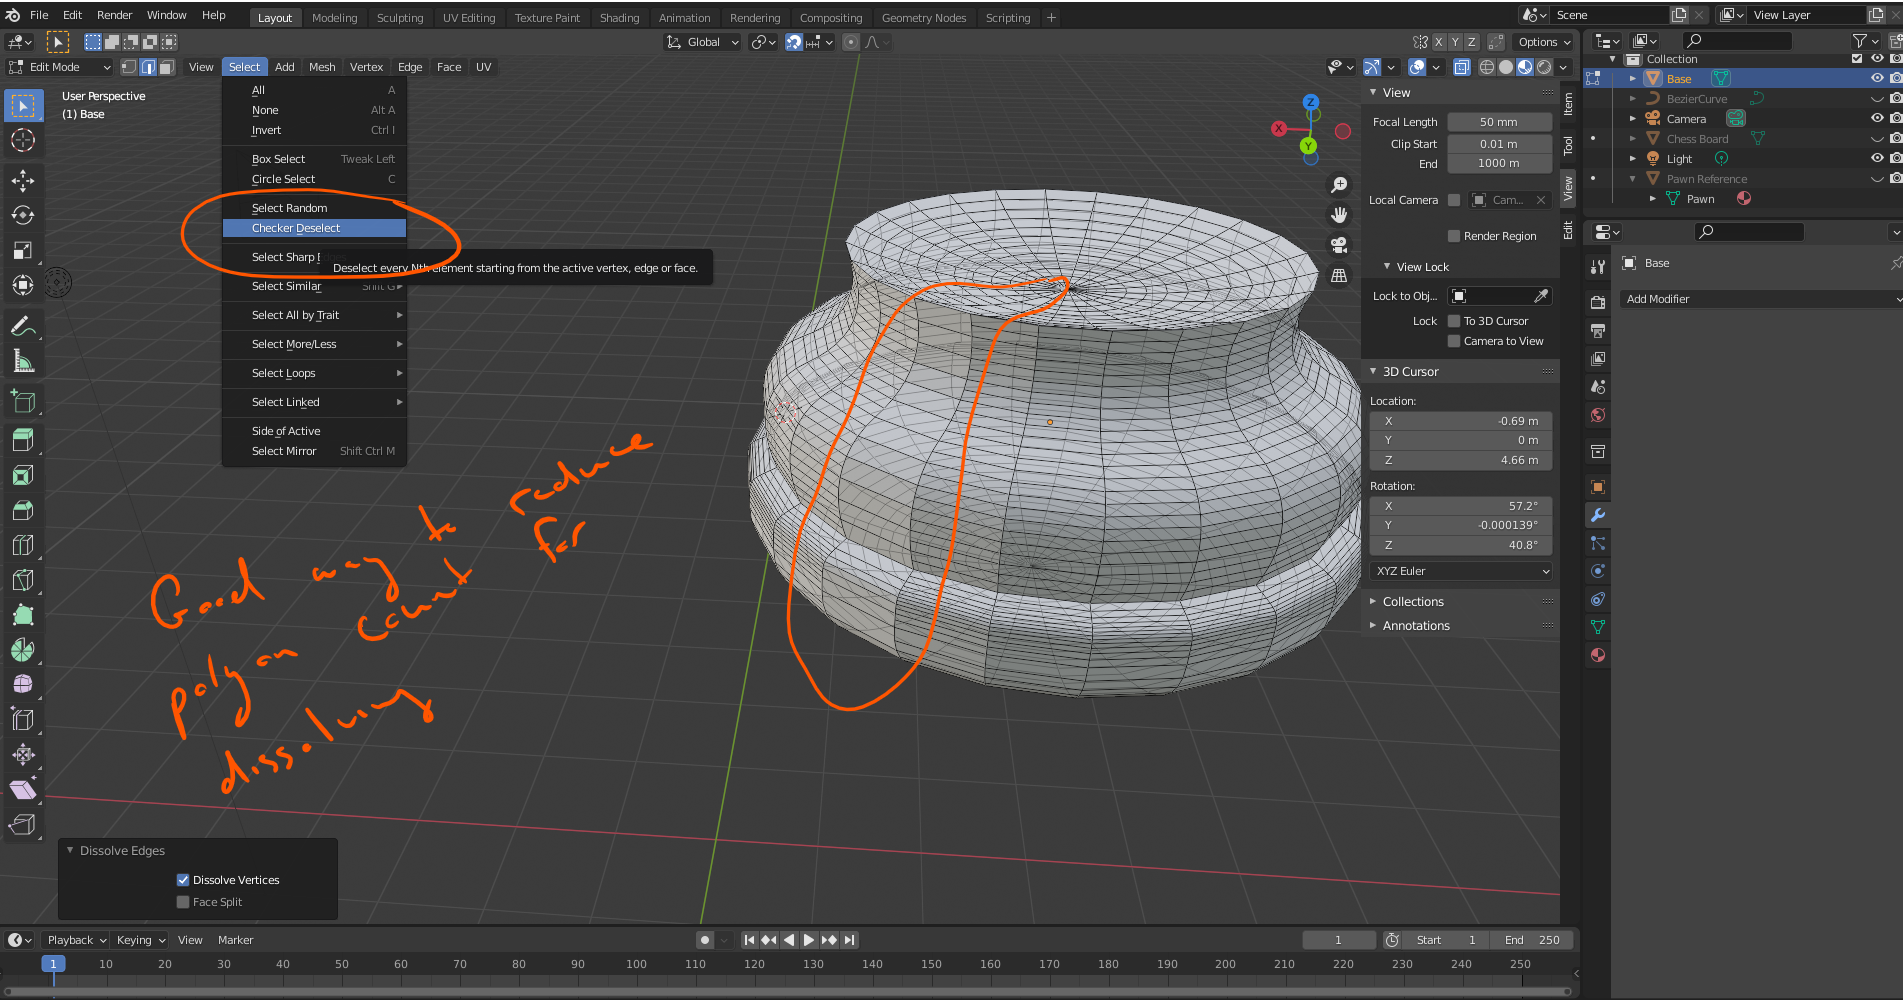 File Edit Render Window Help
Layout Modeling Sculpting UV Editing Texture Paint Shading Animation Rendering Compositing Geometry Nodes Scripting +
Scene
View Layer
Global
X Y Z
Options
Edit Mode
View Select Add Mesh Vertex Edge Face UV
User Perspective
(1) Base
All A
None Alt A
Invert Ctrl I
Box Select Tweak Left
Circle Select C
Select Random
Checker Deselect
Select Sharp
Deselect every Nth element starting from the active vertex, edge or face.
Select Similar Shift G
Select All by Trait
Select More/Less
Select Loops
Select Linked
Side of Active
Select Mirror Shift Ctrl M
Good way to reduce
polygon count for
dissolving
Z
X
Y
View
Focal Length 50 mm
Clip Start 0.01 m
End 1000 m
Local Camera Cam...
Render Region
View Lock
Lock to Obj...
Lock To 3D Cursor
Camera to View
3D Cursor
Location:
X -0.69 m
Y 0 m
Z 4.66 m
Rotation:
X 57.2°
Y -0.000139°
Z 40.8°
XYZ Euler
Collections
Annotations
Item
Tool
View
Edit
Collection
Base
BezierCurve
Camera
Chess Board
Light
Pawn Reference
Pawn
Base
Add Modifier
Dissolve Edges
Dissolve Vertices
Face Split
Playback Keying View Marker
1 Start 1 End 250
1 10 20 30 40 50 60 70 80 90 100 110 120 130 140 150 160 170 180 190 200 210 220 230 240 250